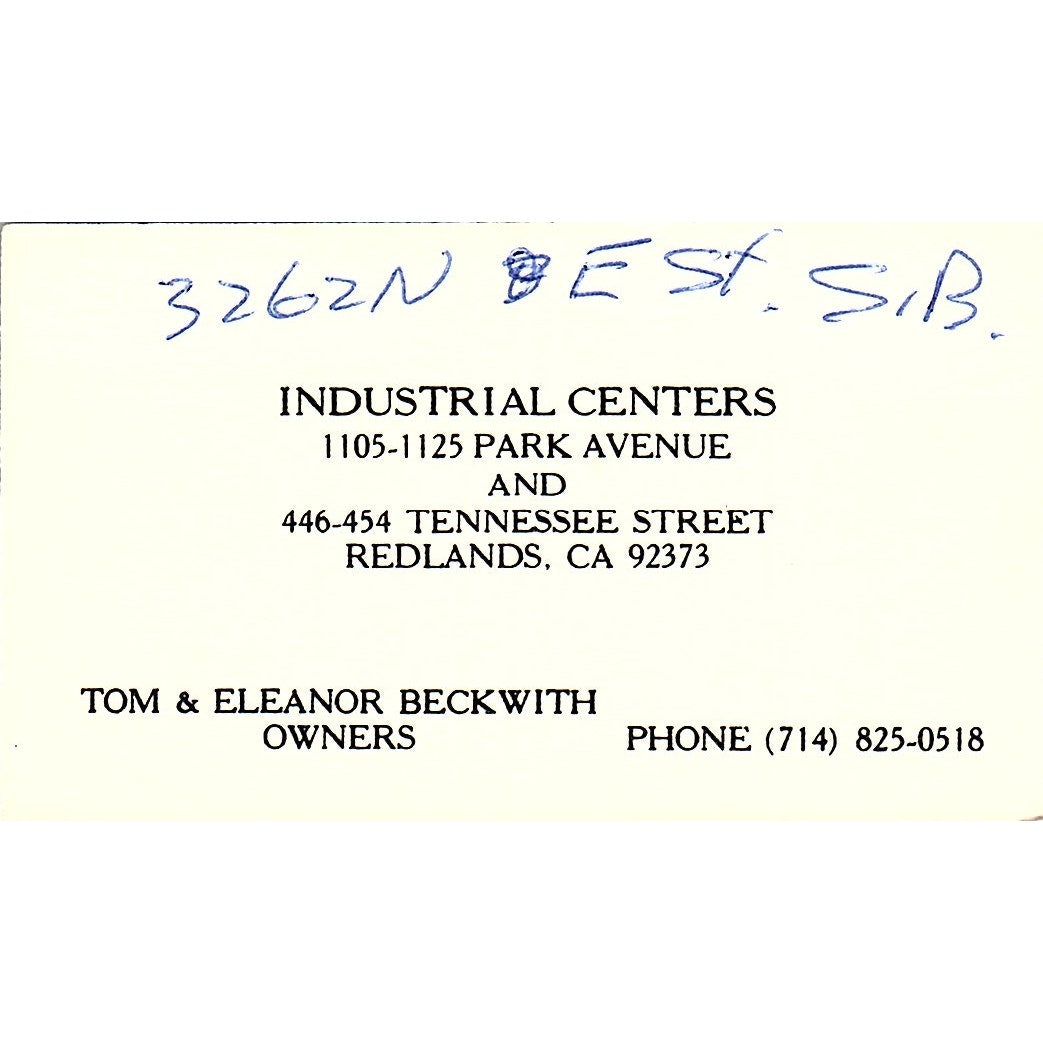 3262 N E St. S.B.
INDUSTRIAL CENTERS
1105-1125 PARK AVENUE
AND
446-454 TENNESSEE STREET
REDLANDS, CA 92373
TOM & ELEANOR BECKWITH
OWNERS PHONE (714) 825-0518